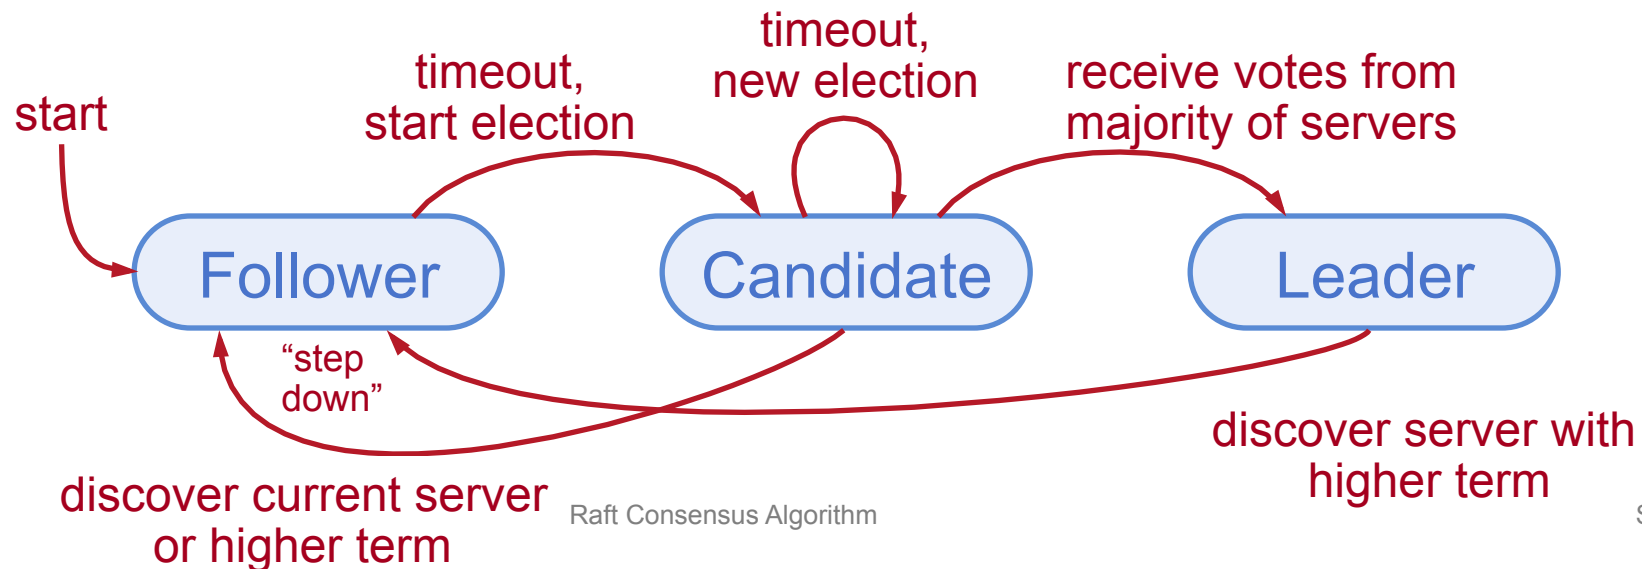 start
timeout,
start election
timeout,
new election
receive votes from
majority of servers
Follower
Candidate
Leader
“step
down”
discover current server
or higher term
discover server with
higher term
Raft Consensus Algorithm
S